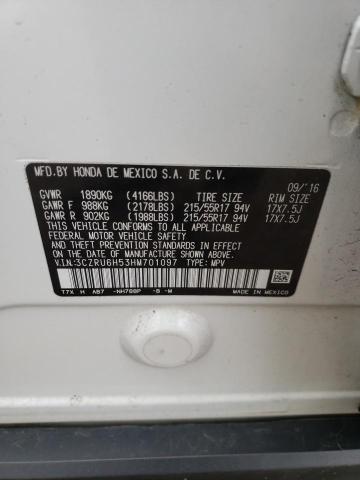 MFD.BY HONDA DE MEXICO S.A. DE C.V. 09/'16
GVWR 1890KG (4166LBS) TIRE SIZE RIM SIZE
GAWR F 988KG (2178LBS) 215/55R17 94V 17X7.5J
GAWR R 902KG (1988LBS) 215/55R17 94V 17X7.5J
THIS VEHICLE CONFORMS TO ALL APPLICABLE
FEDERAL MOTOR VEHICLE SAFETY
STANDARDS IN EFFECT ON THE DATE
OF MANUFACTURE SHOWN ABOVE.
V.I.N.:3CZRU6H53HM701097 TYPE: MPV
T7X H AB7 -NH788P -B -M MADE IN MEXICO